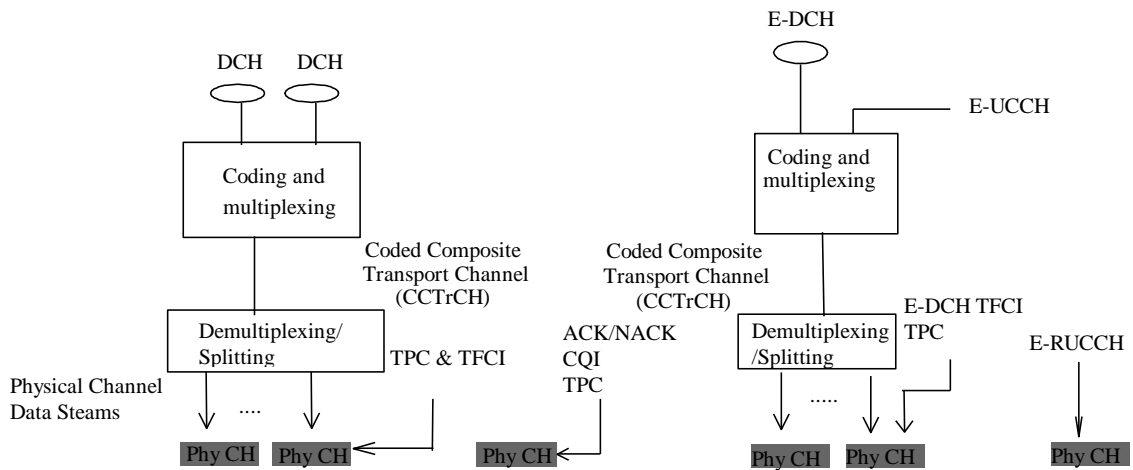 E-DCH
DCH
DCH
E-UCCH
Coding and
multiplexing
Coding and
multiplexing
Coded Composite
Transport Channel
(CCTrCH)
Coded Composite
Transport Channel
(CCTrCH)
Demultiplexing/
Splitting
TPC & TFCI
ACK/NACK
CQI
TPC
Demultiplexing
/Splitting
E-DCH TFCI
TPC
E-RUCCH
Physical Channel
Data Steams
....
.....
Phy CH
Phy CH
Phy CH
Phy CH
Phy CH
Phy CH